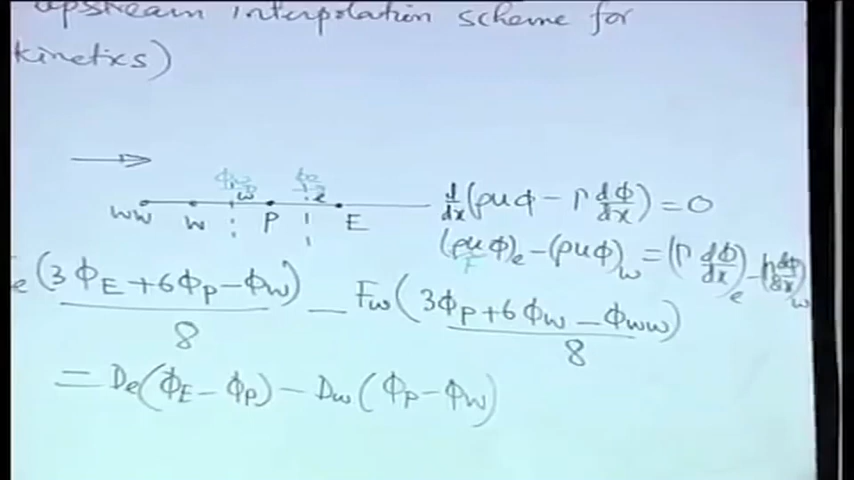 upstream interpolation scheme for
kinetics)
ϕw
w
e
WW W P E
d/dx(ρuϕ − Γ dϕ/dx) = 0
(ρuϕ)e − (ρuϕ)w = (Γ dϕ/dx)e − (Γ dϕ/dx)w
F
e(3ϕE + 6ϕP − ϕW)/8 − Fw(3ϕP + 6ϕW − ϕWW)/8
= De(ϕE − ϕP) − Dw(ϕP − ϕW)